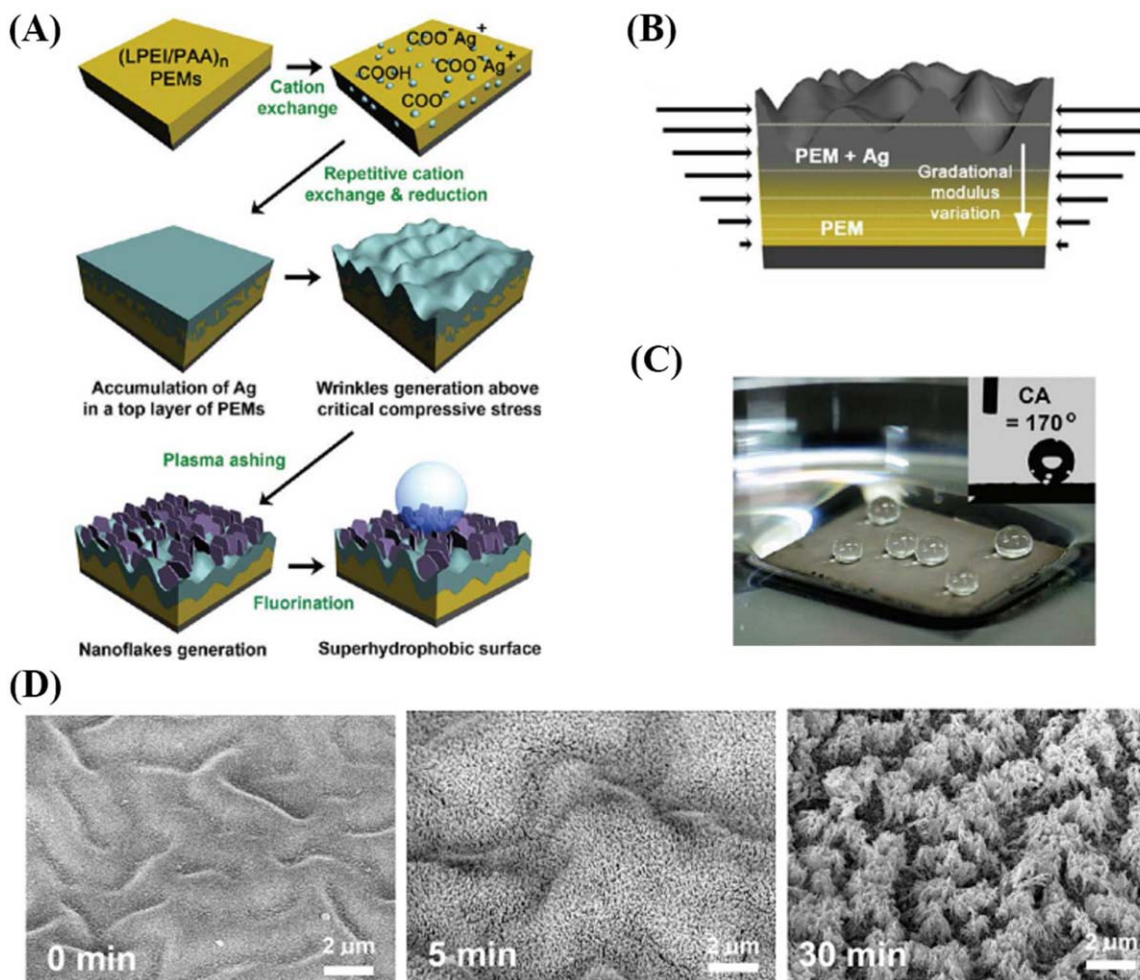 (A)
(LPEI/PAA)n
PEMs
Cation
exchange
COO⁻Ag⁺
COOH
COO⁻Ag⁺
COO⁻
Repetitive cation
exchange & reduction
Accumulation of Ag
in a top layer of PEMs
Wrinkles generation above
critical compressive stress
Plasma ashing
Fluorination
Nanoflakes generation
Superhydrophobic surface
(B)
PEM + Ag
Gradational
modulus
variation
PEM
(C)
CA
= 170°
(D)
0 min
2 μm
5 min
2 μm
30 min
2 μm